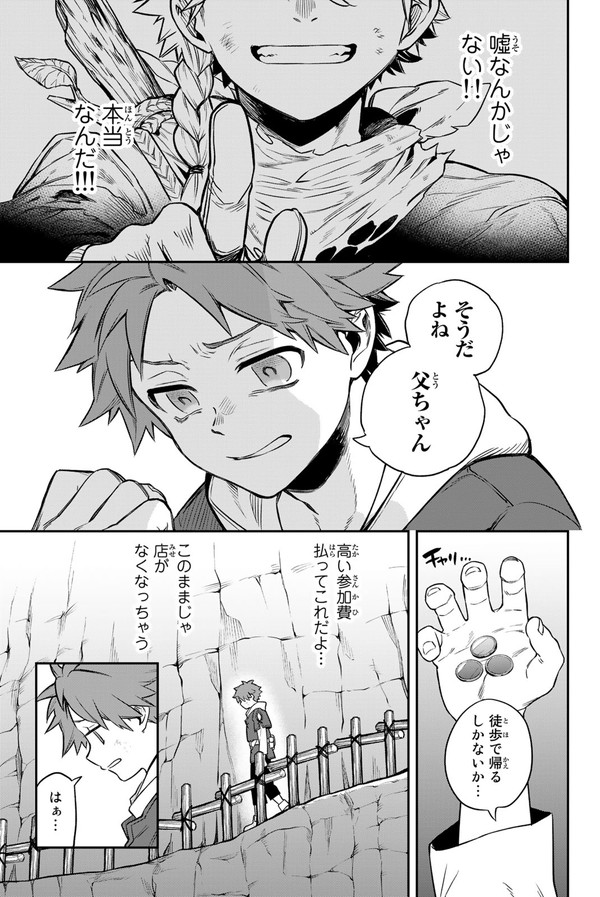 嘘なんかじゃ
ない!!
本当
なんだ!!!
そうだ
よね
父ちゃん
チャリ…
徒歩で帰る
しかないか…
高い参加費
払ってこれだよ…
このままじゃ
店が
なくなっちゃう
はぁ…